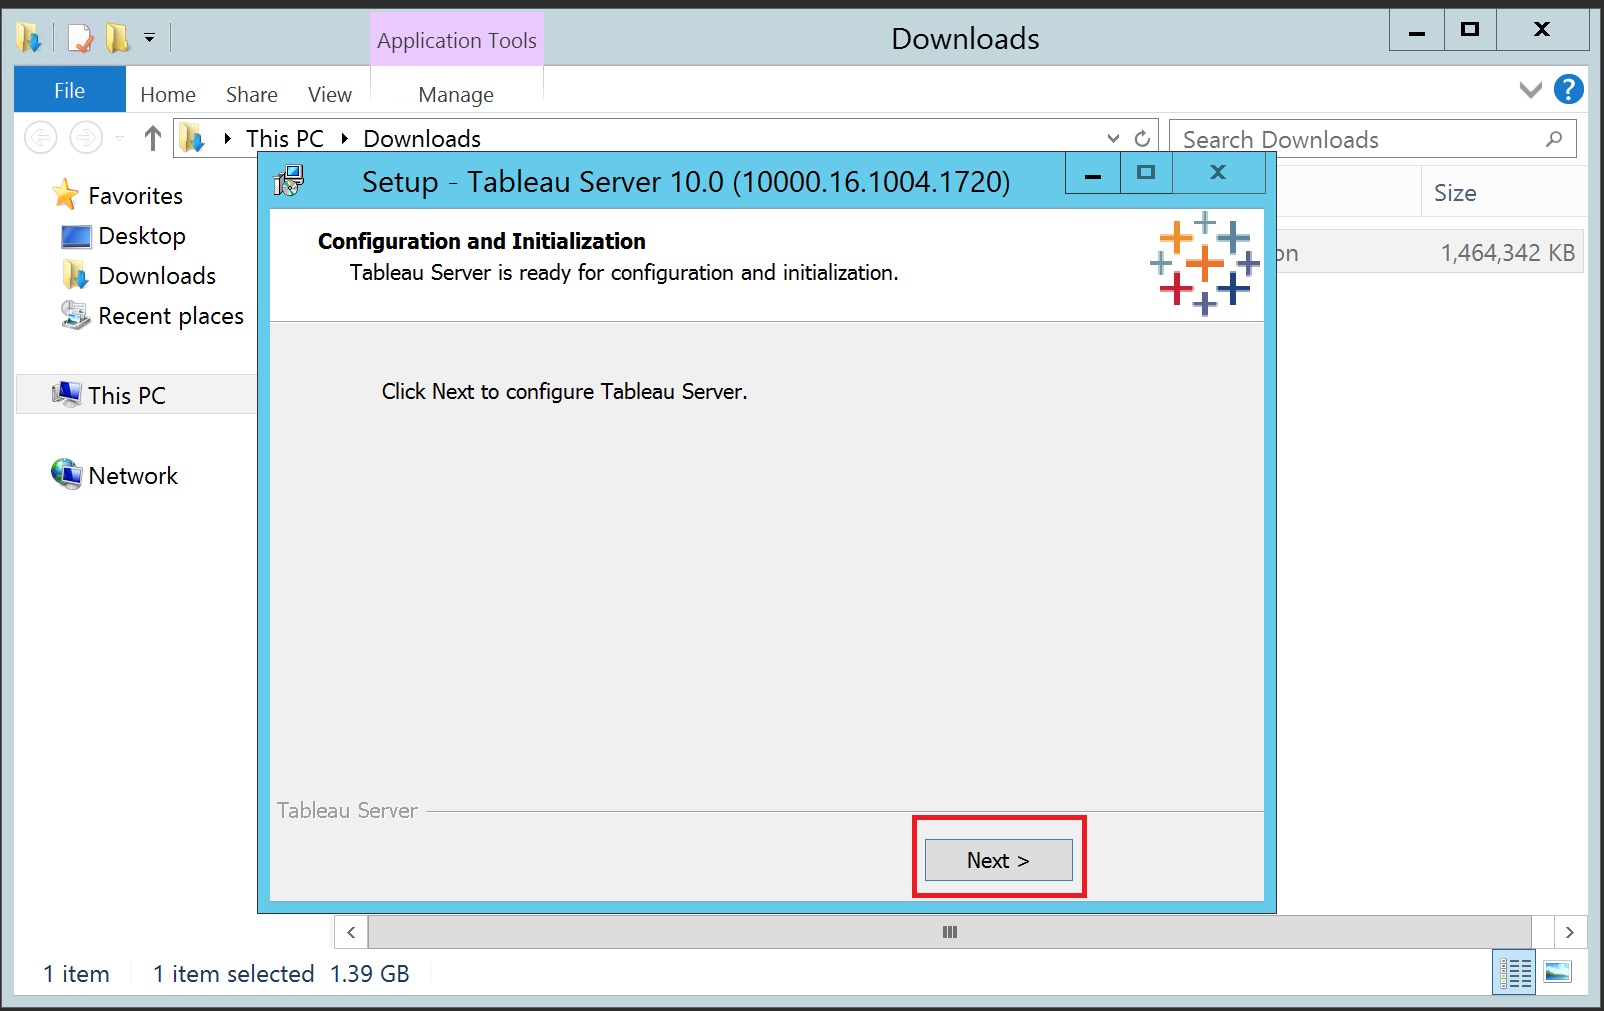 Application Tools
Downloads
File
Home
Share
View
Manage
This PC
Downloads
Search Downloads
Setup - Tableau Server 10.0 (10000.16.1004.1720)
Favorites
Size
Configuration and Initialization
Desktop
on
1,464,342 KB
Tableau Server is ready for configuration and initialization.
Downloads
Recent places
This PC
Click Next to configure Tableau Server.
Network
Tableau Server
Next >
1 item
1 item selected 1.39 GB